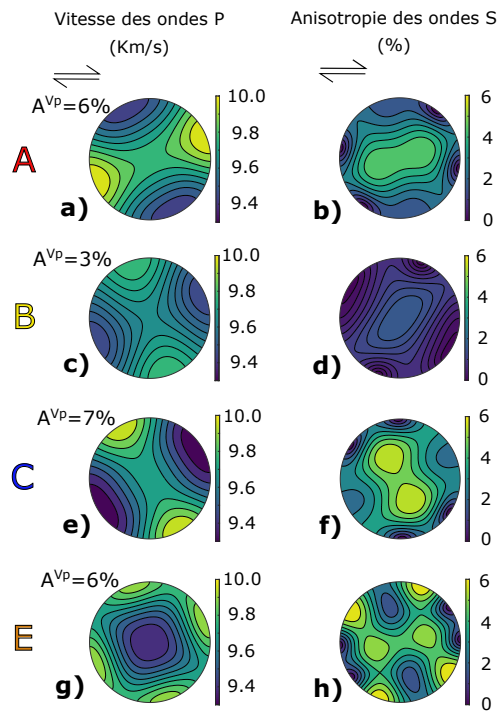 Vitesse des ondes P
(Km/s)
Anisotropie des ondes S
(%)
A
A^Vp=6%
a)
10.0
9.8
9.6
9.4
b)
6
4
2
0
B
A^Vp=3%
c)
10.0
9.8
9.6
9.4
d)
6
4
2
0
C
A^Vp=7%
e)
10.0
9.8
9.6
9.4
f)
6
4
2
0
E
A^Vp=6%
g)
10.0
9.8
9.6
9.4
h)
6
4
2
0